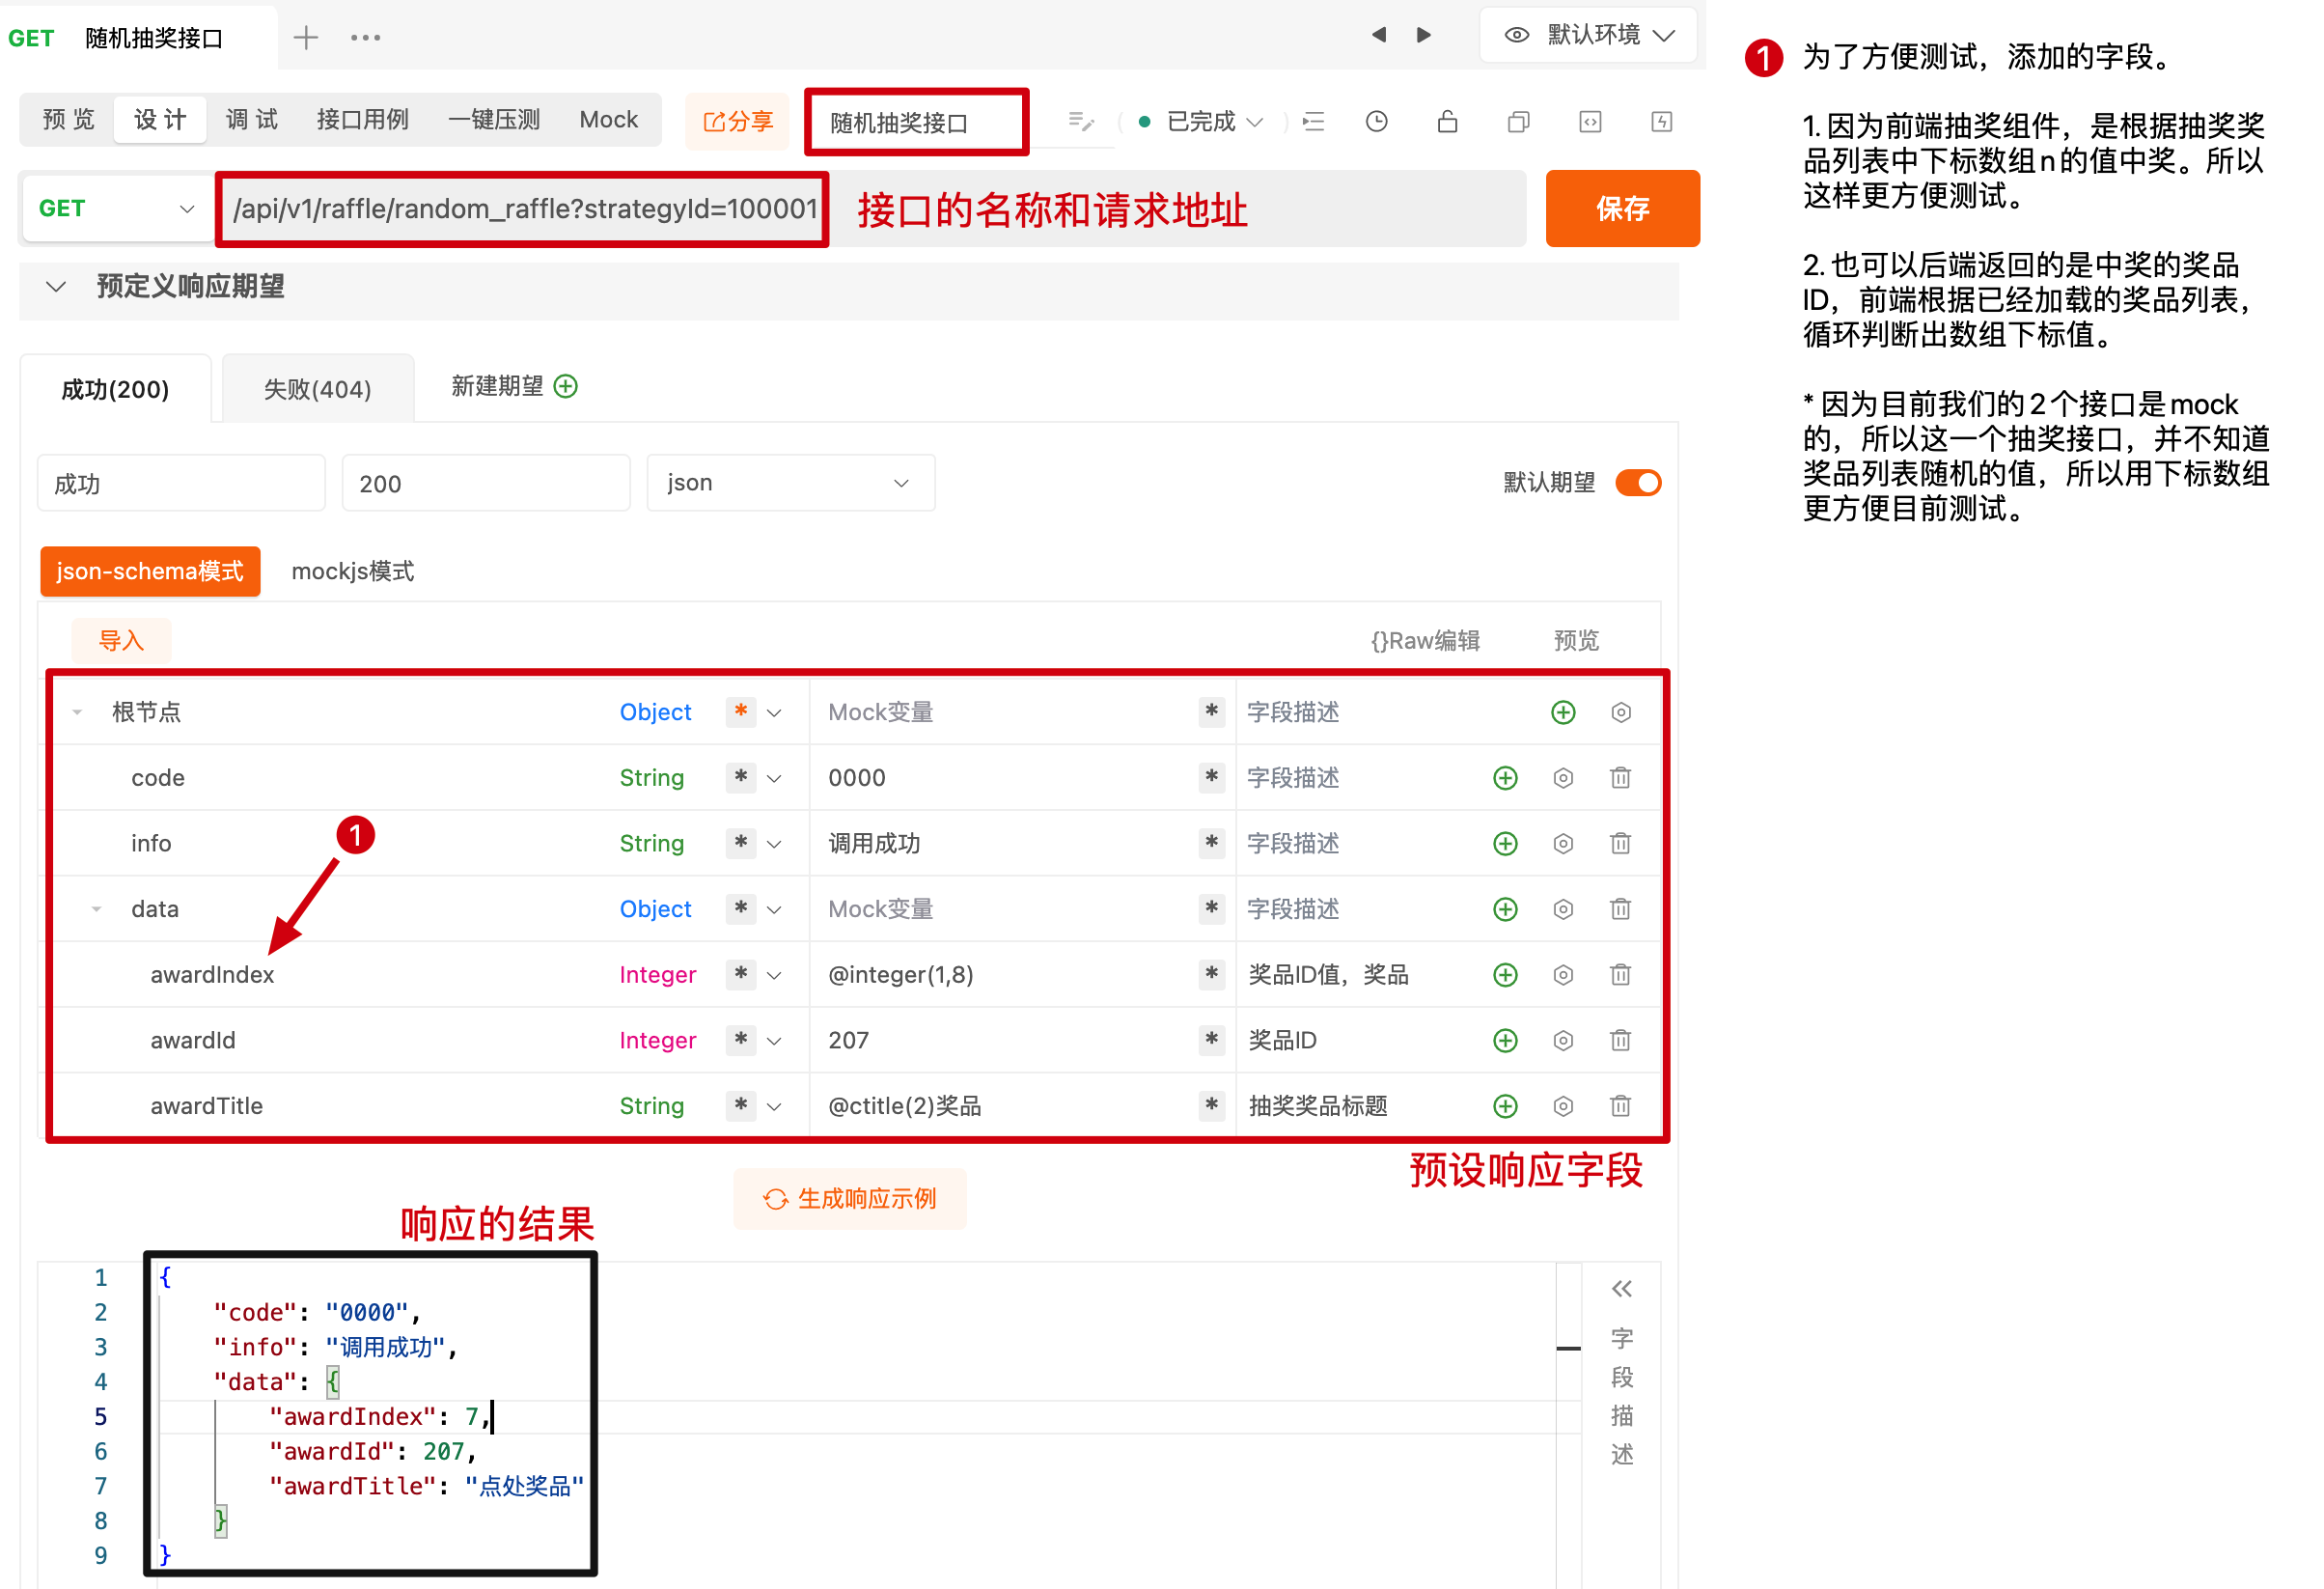 GET 随机抽奖接口
默认环境
预 览 设 计 调 试 接口用例 一键压测 Mock
分享
随机抽奖接口
已完成
GET
/api/v1/raffle/random_raffle?strategyId=100001
接口的名称和请求地址
保存
预定义响应期望
成功(200) 失败(404) 新建期望
成功 200 json 默认期望
json-schema模式 mockjs模式
导入 {}Raw编辑 预览
根节点 Object * Mock变量 * 字段描述
code String * 0000 * 字段描述
1
info String * 调用成功 * 字段描述
data Object * Mock变量 * 字段描述
awardIndex Integer * @integer(1,8) * 奖品ID值，奖品
awardId Integer * 207 * 奖品ID
awardTitle String * @ctitle(2)奖品 * 抽奖奖品标题
预设响应字段
生成响应示例
响应的结果
1 {
2 "code": "0000",
3 "info": "调用成功",
4 "data": {
5 "awardIndex": 7,
6 "awardId": 207,
7 "awardTitle": "点处奖品"
8 }
9 }
字
段
描
述
1 为了方便测试，添加的字段。
1. 因为前端抽奖组件，是根据抽奖奖
品列表中下标数组n的值中奖。所以
这样更方便测试。
2. 也可以后端返回的是中奖的奖品
ID，前端根据已经加载的奖品列表，
循环判断出数组下标值。
* 因为目前我们的2个接口是mock
的，所以这一个抽奖接口，并不知道
奖品列表随机的值，所以用下标数组
更方便目前测试。